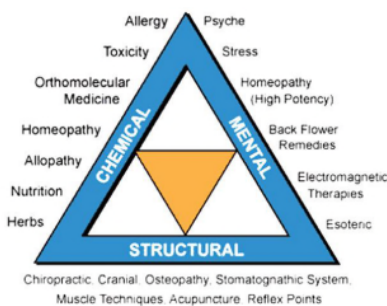 Allergy
Psyche
Toxicity
Stress
Orthomolecular
Medicine
Homeopathy
(High Potency)
Homeopathy
Back Flower
Remedies
Allopathy
Electromagnetic
Therapies
Nutrition
Herbs
Esoteric
CHEMICAL
MENTAL
STRUCTURAL
Chiropractic, Cranial, Osteopathy, Stomatognathic System,
Muscle Techniques, Acupuncture, Reflex Points